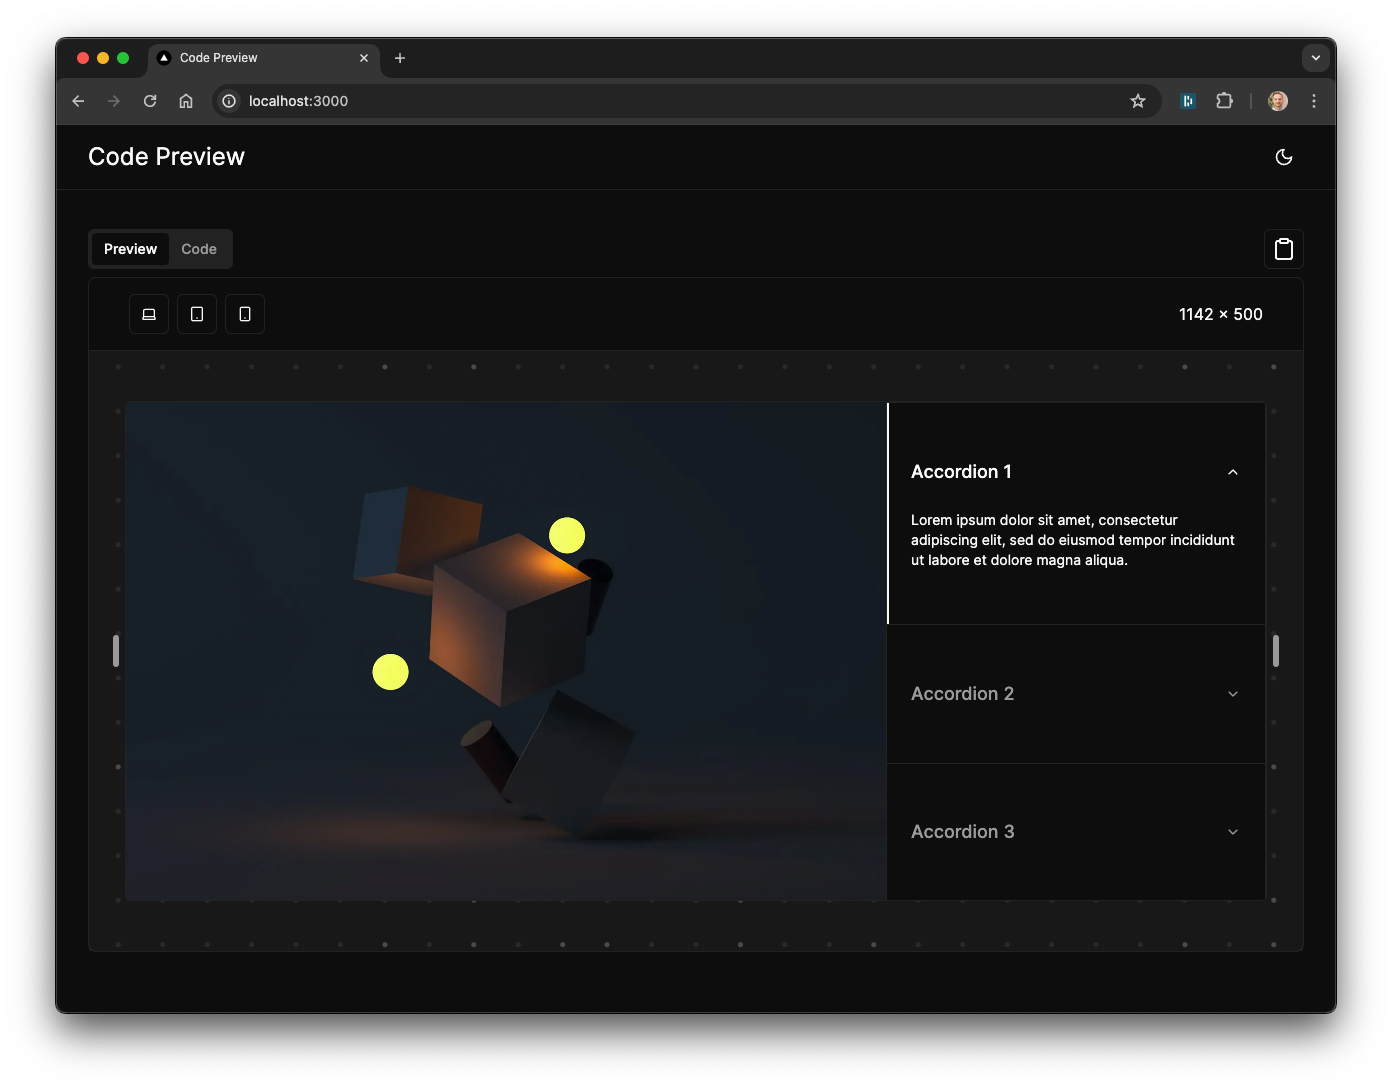 Code Preview
localhost:3000
Code Preview
Preview
Code
1142 × 500
Accordion 1
Lorem ipsum dolor sit amet, consectetur
adipiscing elit, sed do eiusmod tempor incididunt
ut labore et dolore magna aliqua.
Accordion 2
Accordion 3